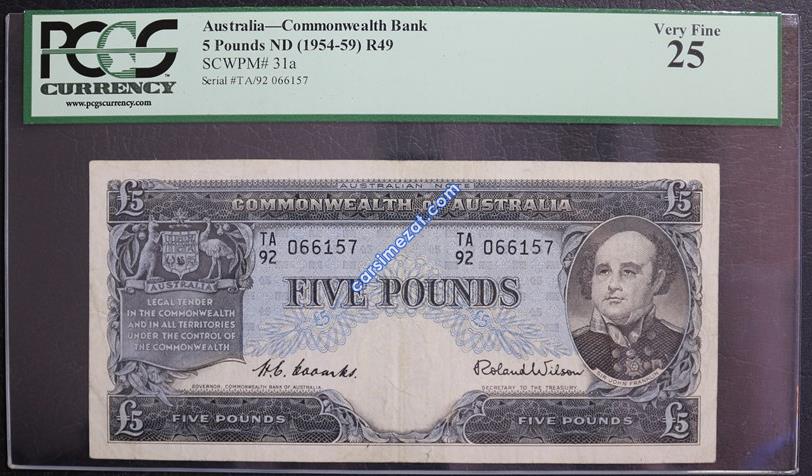 PCGS
CURRENCY
www.pcgscurrency.com
Australia—Commonwealth Bank
5 Pounds ND (1954-59) R49
SCWPM# 31a
Serial #TA/92 066157
Very Fine
25
AUSTRALIAN NOTE
£5 COMMONWEALTH OF AUSTRALIA £5
TA 92 066157
TA 92 066157
AUSTRALIA
LEGAL TENDER
IN THE COMMONWEALTH
AND IN ALL TERRITORIES
UNDER THE CONTROL OF
THE COMMONWEALTH
FIVE POUNDS
£5 £5
carsimezat.com
Roland Wilson
GOVERNOR, COMMONWEALTH BANK OF AUSTRALIA
SECRETARY TO THE TREASURY
SIR JOHN FRANKLIN
£5 FIVE POUNDS FIVE POUNDS £5